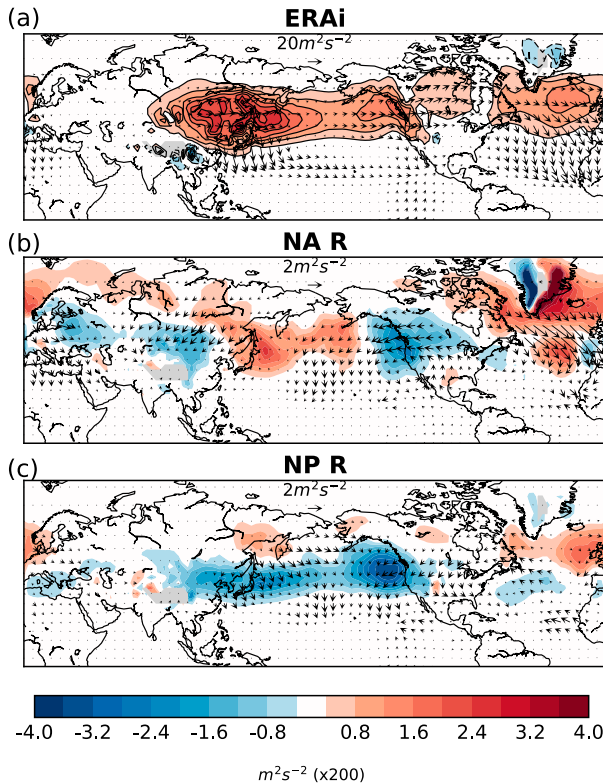 (a)
ERAi
20m²s⁻²
(b)
NA R
2m²s⁻²
(c)
NP R
2m²s⁻²
-4.0 -3.2 -2.4 -1.6 -0.8 0.8 1.6 2.4 3.2 4.0
m²s⁻² (x200)